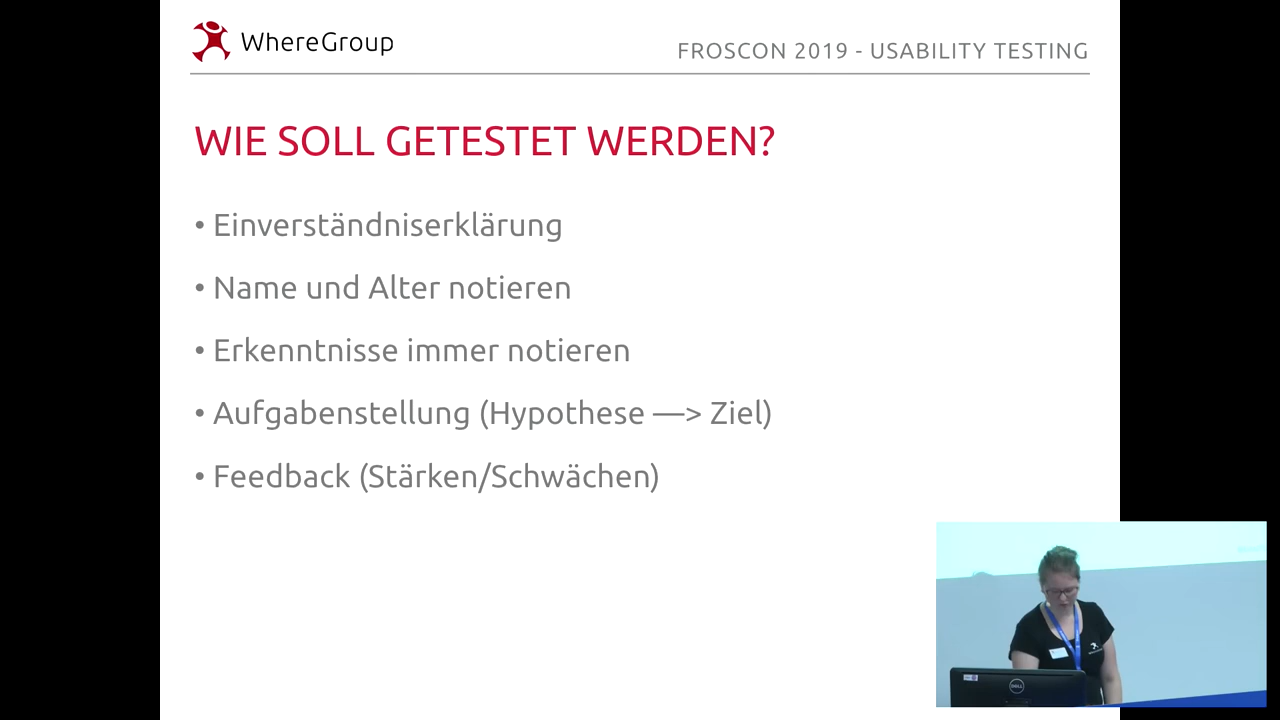 WhereGroup
FROSCON 2019 - USABILITY TESTING
WIE SOLL GETESTET WERDEN?
• Einverständniserklärung
• Name und Alter notieren
• Erkenntnisse immer notieren
• Aufgabenstellung (Hypothese —> Ziel)
• Feedback (Stärken/Schwächen)
DELL